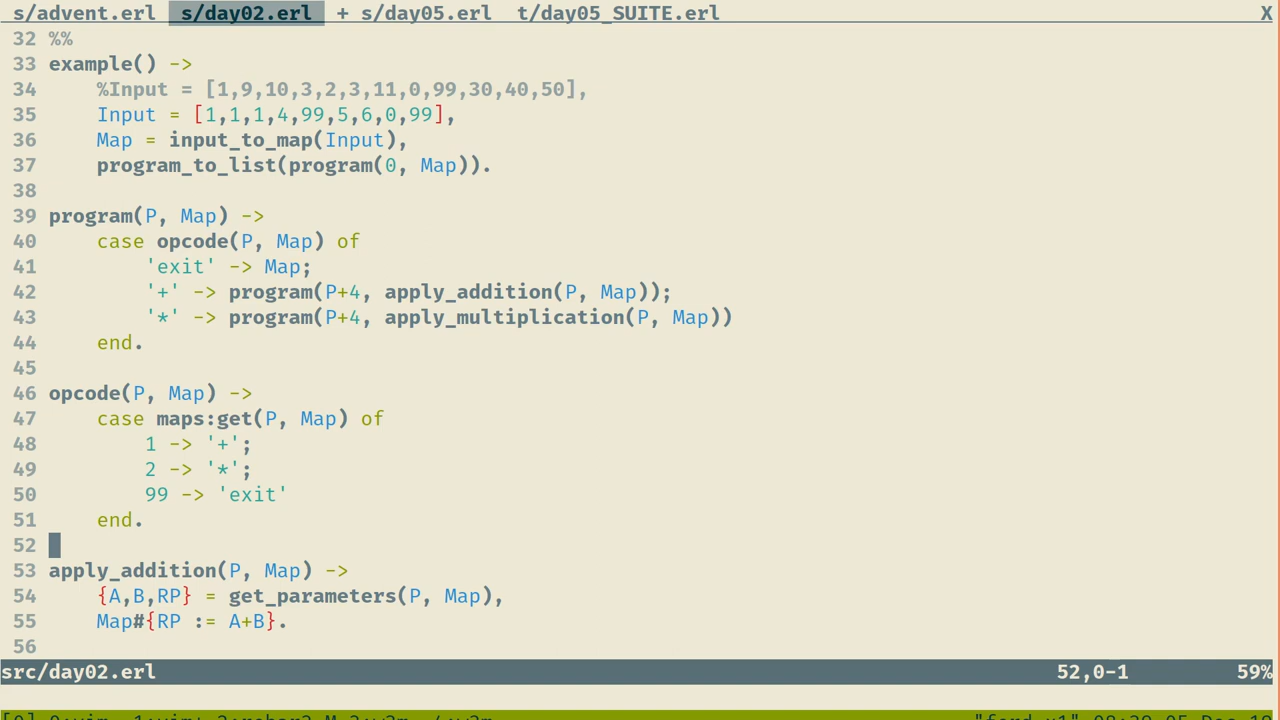 s/advent.erl  s/day02.erl  + s/day05.erl  t/day05_SUITE.erl  X
32 %%
33 example() ->
34     %Input = [1,9,10,3,2,3,11,0,99,30,40,50],
35     Input = [1,1,1,4,99,5,6,0,99],
36     Map = input_to_map(Input),
37     program_to_list(program(0, Map)).
38
39 program(P, Map) ->
40     case opcode(P, Map) of
41         'exit' -> Map;
42         '+' -> program(P+4, apply_addition(P, Map));
43         '*' -> program(P+4, apply_multiplication(P, Map))
44     end.
45
46 opcode(P, Map) ->
47     case maps:get(P, Map) of
48         1 -> '+';
49         2 -> '*';
50         99 -> 'exit'
51     end.
52
53 apply_addition(P, Map) ->
54     {A,B,RP} = get_parameters(P, Map),
55     Map#{RP := A+B}.
56
src/day02.erl  52,0-1  59%